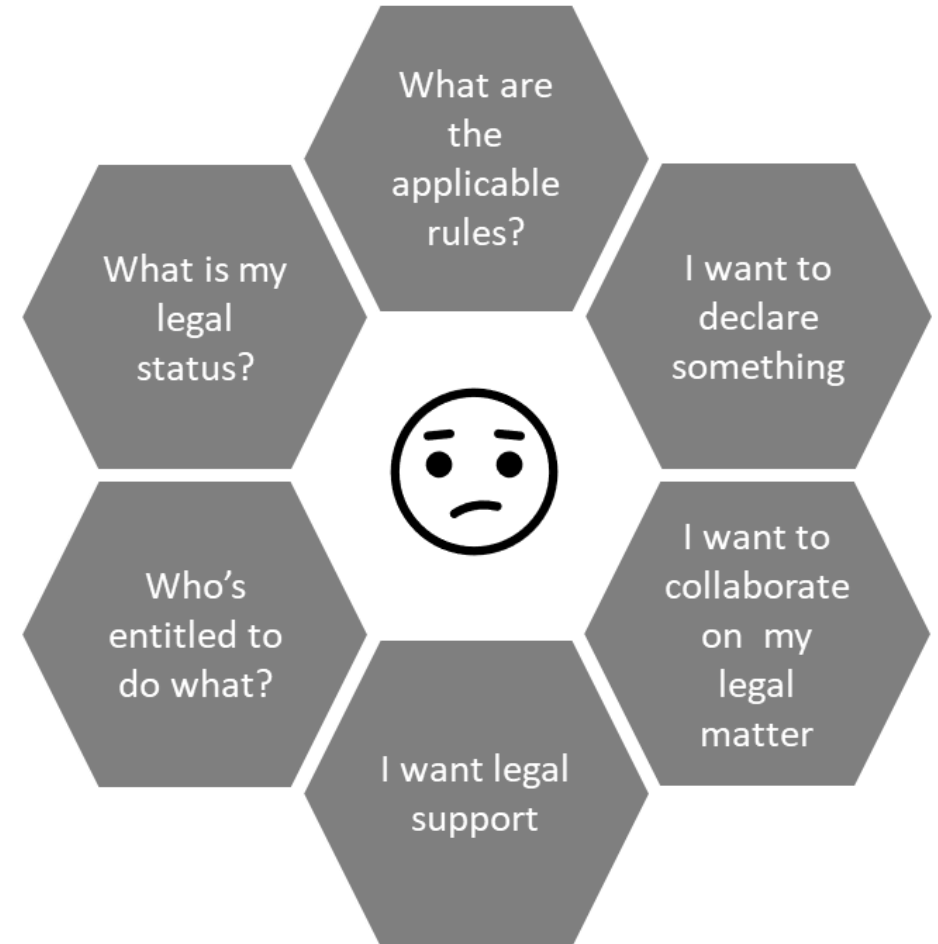 What are
the
applicable
rules?
I want to
declare
something
I want to
collaborate
on  my
legal
matter
I want legal
support
Who’s
entitled to
do what?
What is my
legal
status?